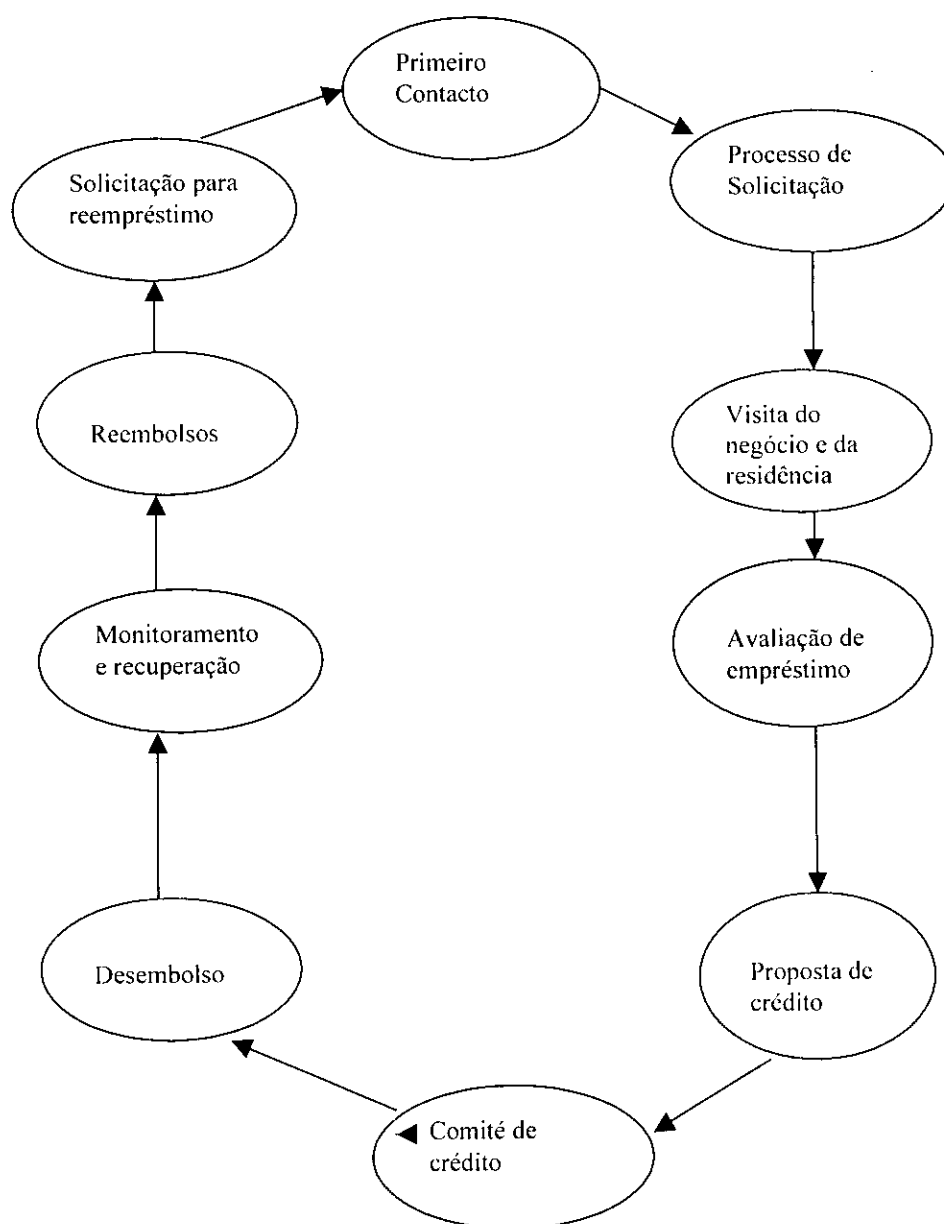 Primeiro
Contacto
Processo de
Solicitação
Visita do
negócio e da
residência
Avaliação de
empréstimo
Proposta de
crédito
Comité de
crédito
Desembolso
Monitoramento
e recuperação
Reembolsos
Solicitação para
reempréstimo